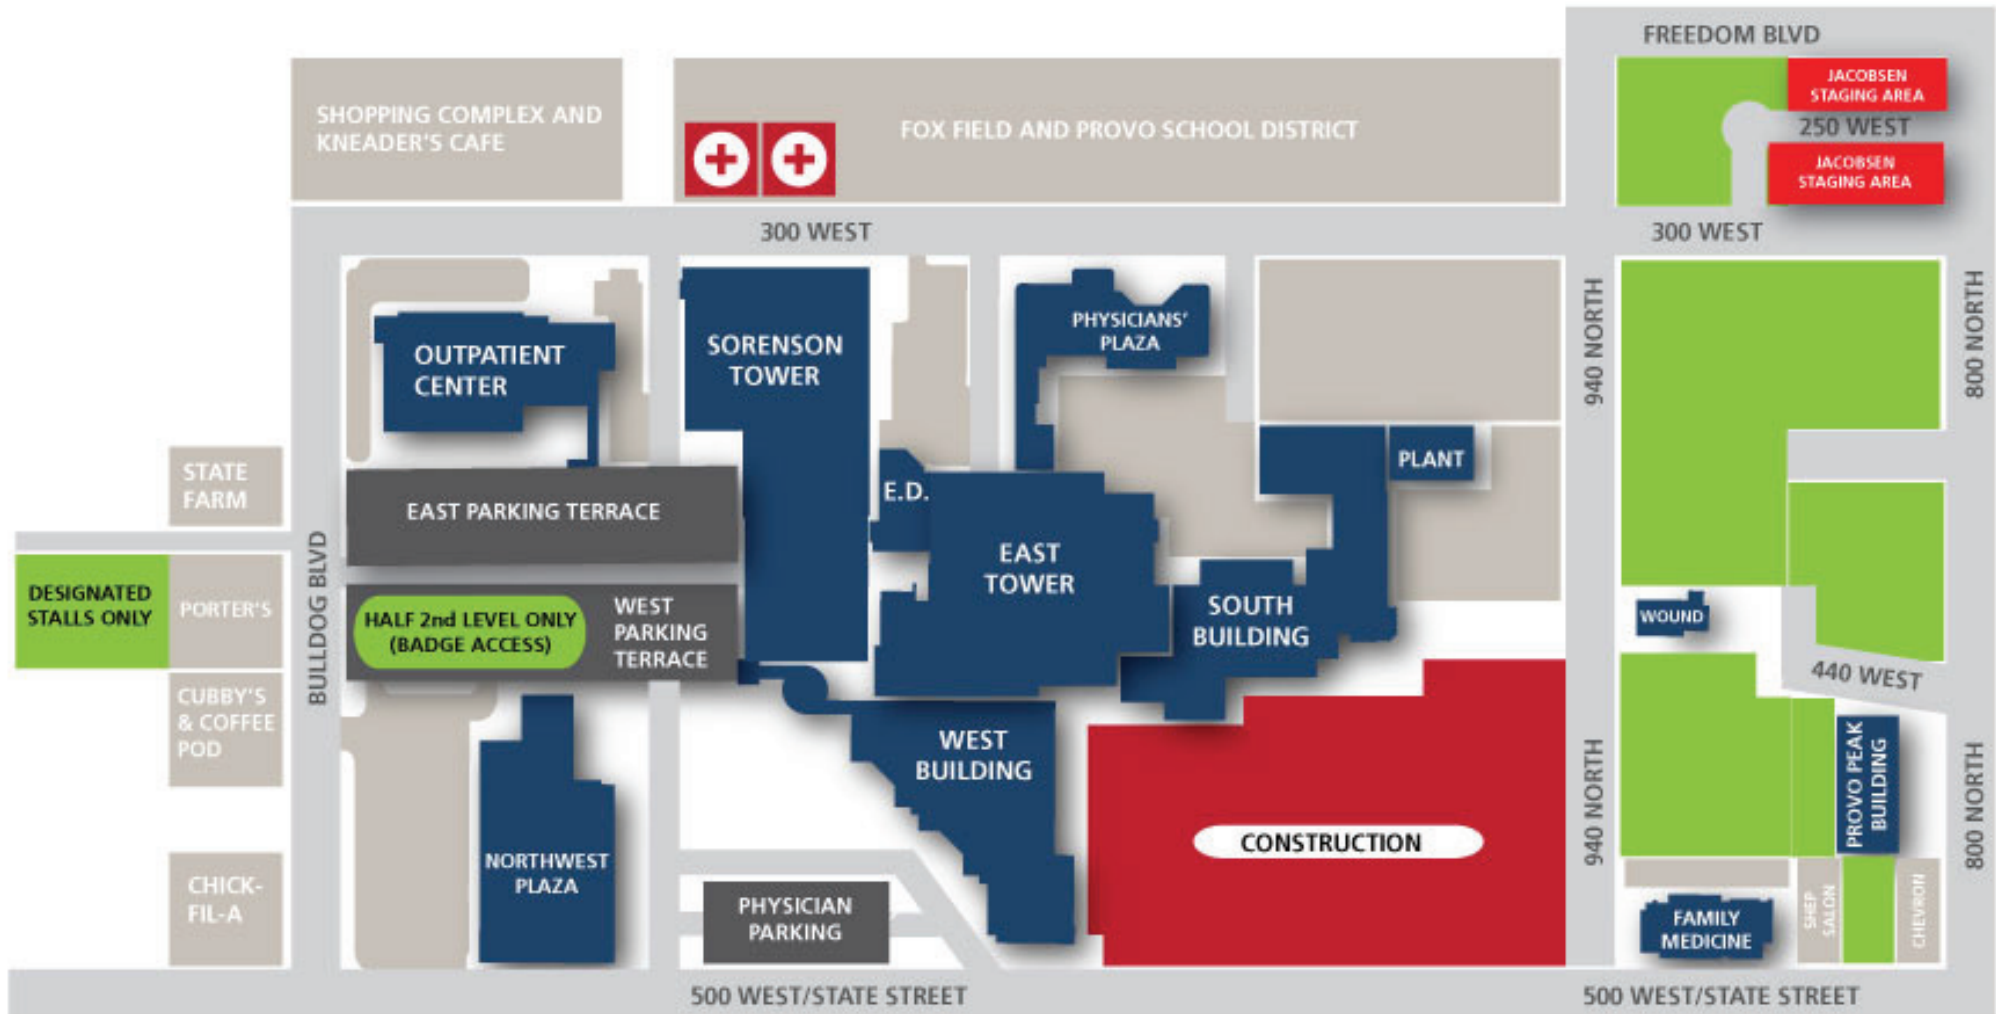 FREEDOM BLVD
JACOBSEN
STAGING AREA
SHOPPING COMPLEX AND
KNEADER'S CAFE
FOX FIELD AND PROVO SCHOOL DISTRICT
250 WEST
JACOBSEN
STAGING AREA
300 WEST
300 WEST
940 NORTH
800 NORTH
OUTPATIENT
CENTER
SORENSON
TOWER
PHYSICIANS'
PLAZA
STATE
FARM
PLANT
E.D.
EAST PARKING TERRACE
BULLDOG BLVD
EAST
TOWER
DESIGNATED
STALLS ONLY
PORTER'S
HALF 2nd LEVEL ONLY
(BADGE ACCESS)
WEST
PARKING
TERRACE
SOUTH
BUILDING
WOUND
440 WEST
CUBBY'S
& COFFEE
POD
WEST
BUILDING
PROVO PEAK
BUILDING
940 NORTH
800 NORTH
CONSTRUCTION
NORTHWEST
PLAZA
CHICK-
FIL-A
PHYSICIAN
PARKING
FAMILY
MEDICINE
SHEP
SALON
CHEVRON
500 WEST/STATE STREET
500 WEST/STATE STREET